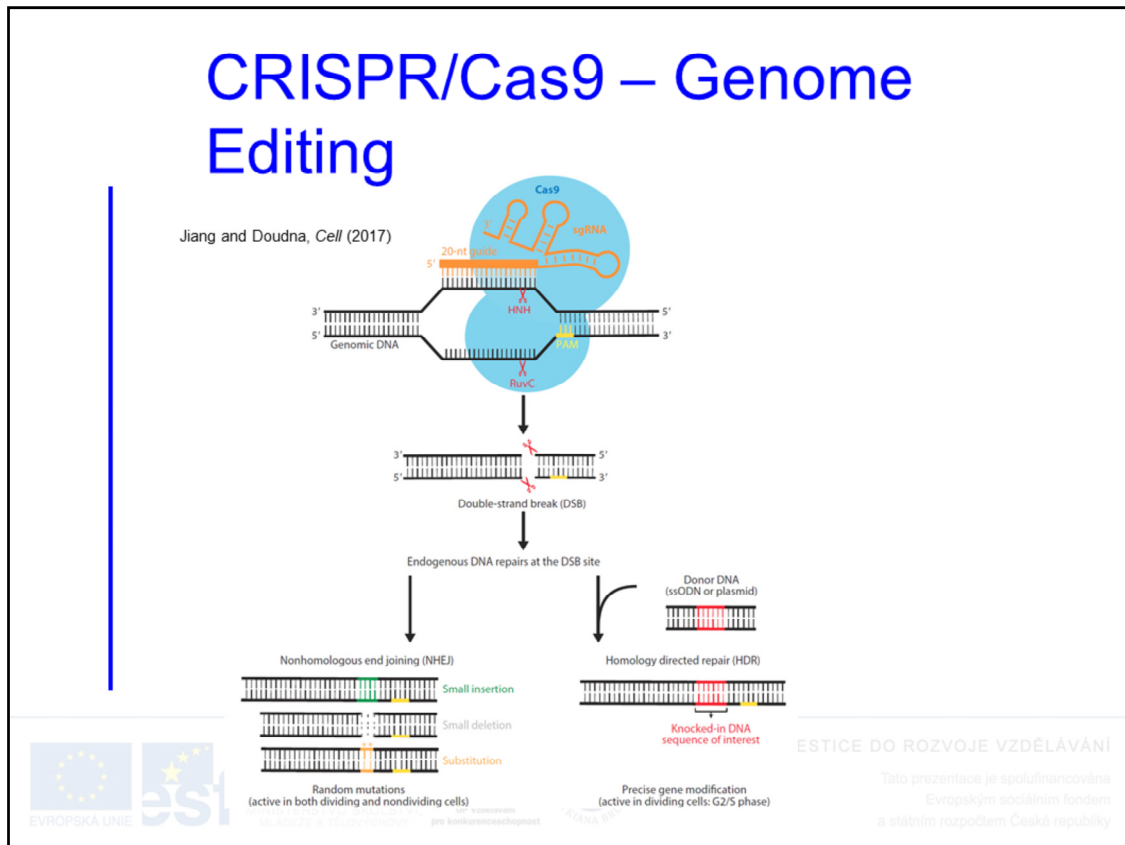 CRISPR/Cas9 – Genome
Editing
Jiang and Doudna, Cell (2017)
Cas9
3'
sgRNA
20-nt guide
5'
HNH
3'
5'
5'
3'
Genomic DNA
PAM
RuvC
3'
5'
5'
3'
Double-strand break (DSB)
Endogenous DNA repairs at the DSB site
Donor DNA
(ssODN or plasmid)
Nonhomologous end joining (NHEJ)
Homology directed repair (HDR)
Small insertion
Small deletion
Substitution
Knocked-in DNA
sequence of interest
Random mutations
(active in both dividing and nondividing cells)
Precise gene modification
(active in dividing cells: G2/S phase)
EVROPSKÁ UNIE
MLÁDEŽE A TĚLOVÝCHOVY
pro konkurenceschopnost
ESTICE DO ROZVOJE VZDĚLÁVÁNÍ
Tato prezentace je spolufinancována
Evropským sociálním fondem
a státním rozpočtem České republiky